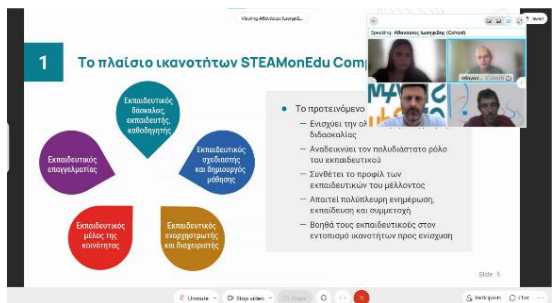 Viewing Αθανάσιος Ιωσηφίδ...
Speaking: Αθανάσιος Ιωσηφίδης (Cohost)
1
Το πλαίσιο ικανοτήτων STEAMonEdu
Εκπαιδευτικός
δάσκαλος,
εκπαιδευτής,
καθοδηγητής
Εκπαιδευτικός
επαγγελματίας
Εκπαιδευτικός
σχεδιαστής
και δημιουργός
μάθησης
Εκπαιδευτικός
μέλος της
κοινότητας
Εκπαιδευτικός
ενορχηστρωτής
και διαχειριστής
• Το προτεινόμενο
– Ενισχύει την
διδασκαλίας
– Αναδεικνύει τον πολυδιάστατο ρόλο
του εκπαιδευτικού
– Συνθέτει το προφίλ των
εκπαιδευτικών του μέλλοντος
– Απαιτεί πολύπλευρη ενημέρωση,
εκπαίδευση και συμμετοχή
– Βοηθά τους εκπαιδευτικούς στον
εντοπισμό ικανοτήτων προς ενίσχυση
Slide 5
Unmute
Stop video
Share
Participants
Chat